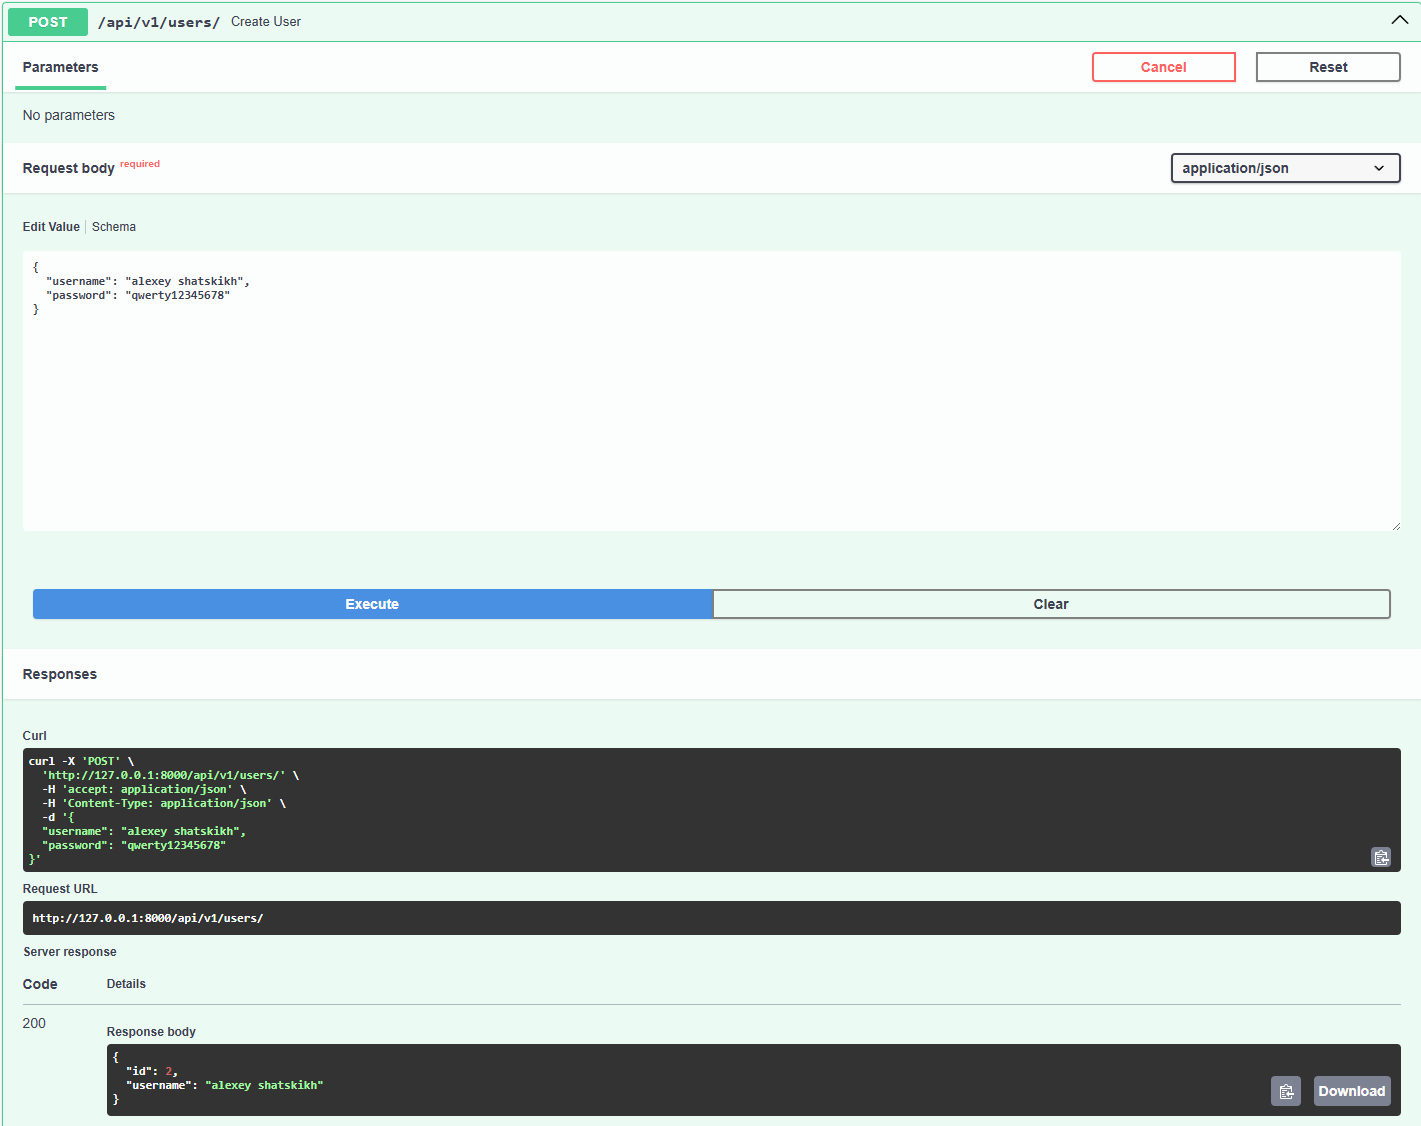 POST /api/v1/users/ Create User
Parameters
Cancel
Reset
No parameters
Request body required
application/json
Edit Value | Schema
{
  "username": "alexey shatskikh",
  "password": "qwerty12345678"
}
Execute
Clear
Responses
Curl
curl -X 'POST' \
  'http://127.0.0.1:8000/api/v1/users/' \
  -H 'accept: application/json' \
  -H 'Content-Type: application/json' \
  -d '{
  "username": "alexey shatskikh",
  "password": "qwerty12345678"
}'
Request URL
http://127.0.0.1:8000/api/v1/users/
Server response
Code Details
200
Response body
{
  "id": 2,
  "username": "alexey shatskikh"
}
Download